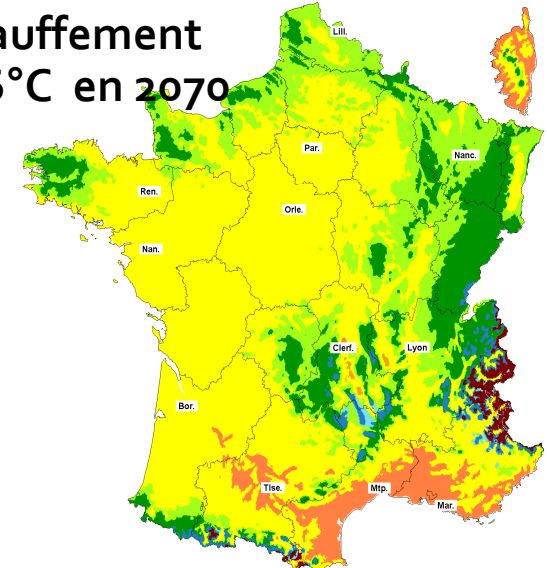 auffement
°C en 2070
Lill.
Par.
Nanc.
Ren.
Orle.
Nan.
Clerf.
Lyon
Bor.
Tlse.
Mtp.
Mar.